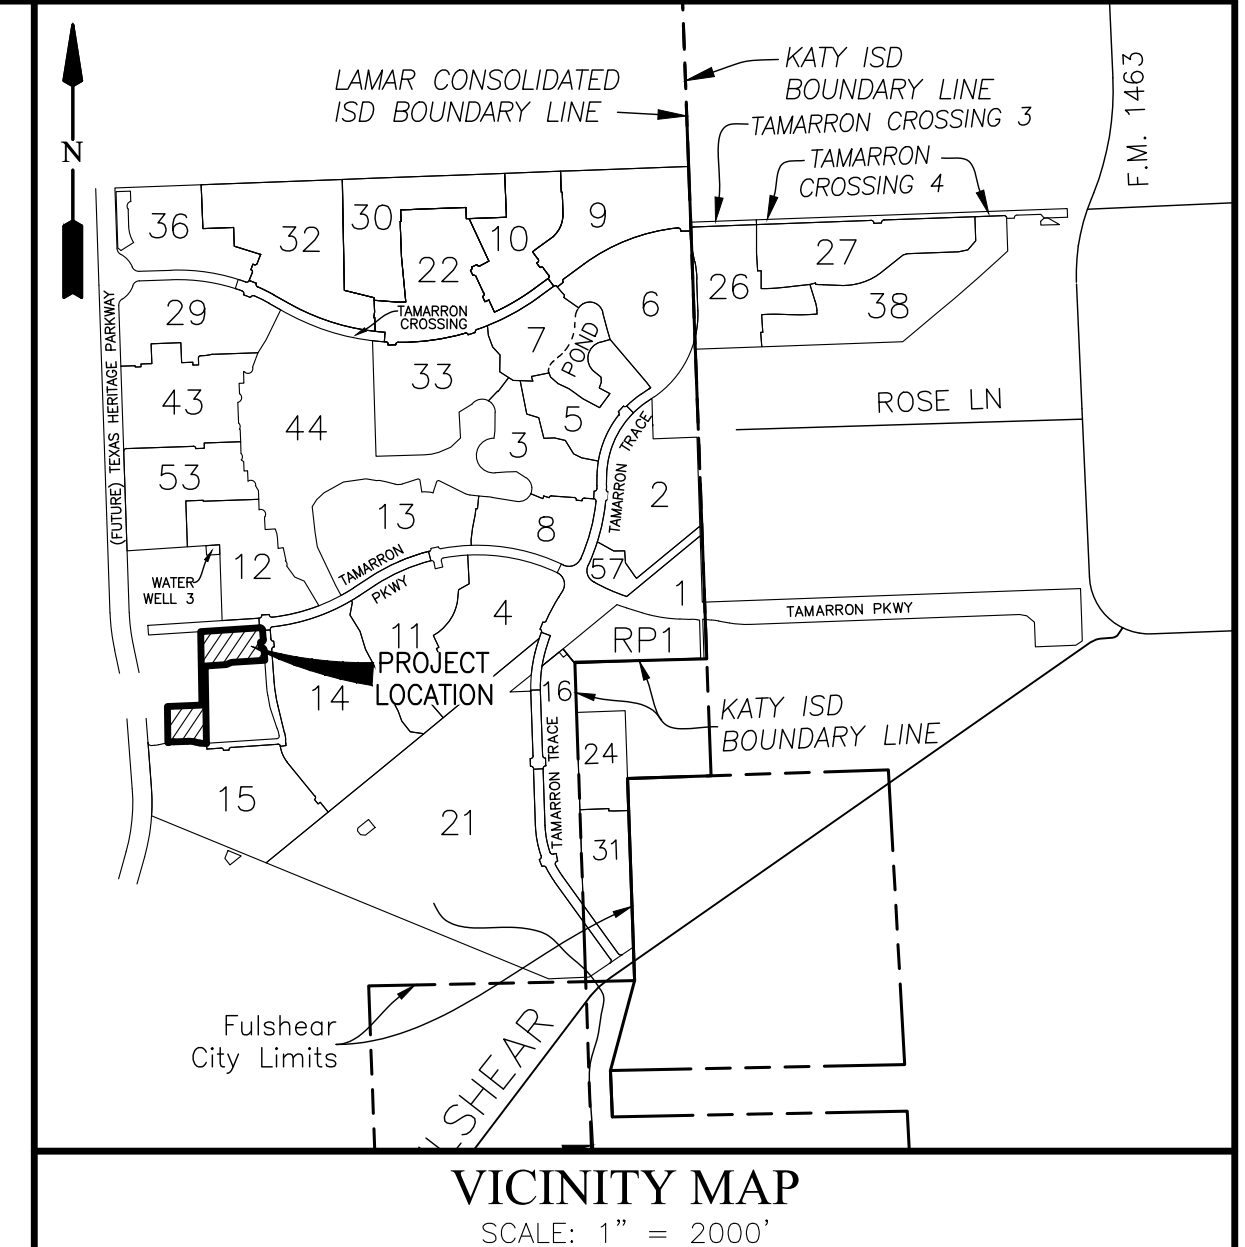 KATY ISD
BOUNDARY LINE
LAMAR CONSOLIDATED
ISD BOUNDARY LINE
TAMARRON CROSSING 3
TAMARRON
CROSSING 4
F.M. 1463
N
36
32
30
22
10
9
27
26
38
6
29
TAMARRON
CROSSING
7
POND
33
43
44
5
3
ROSE LN
(FUTURE) TEXAS HERITAGE PARKWAY
TAMARRON TRACE
53
13
8
2
12
WATER
WELL 3
TAMARRON
PKWY
57
1
4
11
RP1
TAMARRON PKWY
PROJECT
LOCATION
14
16
KATY ISD
BOUNDARY LINE
24
TAMARRON TRACE
15
21
31
Fulshear
City Limits
LSHEAR
VICINITY MAP
SCALE: 1" = 2000'